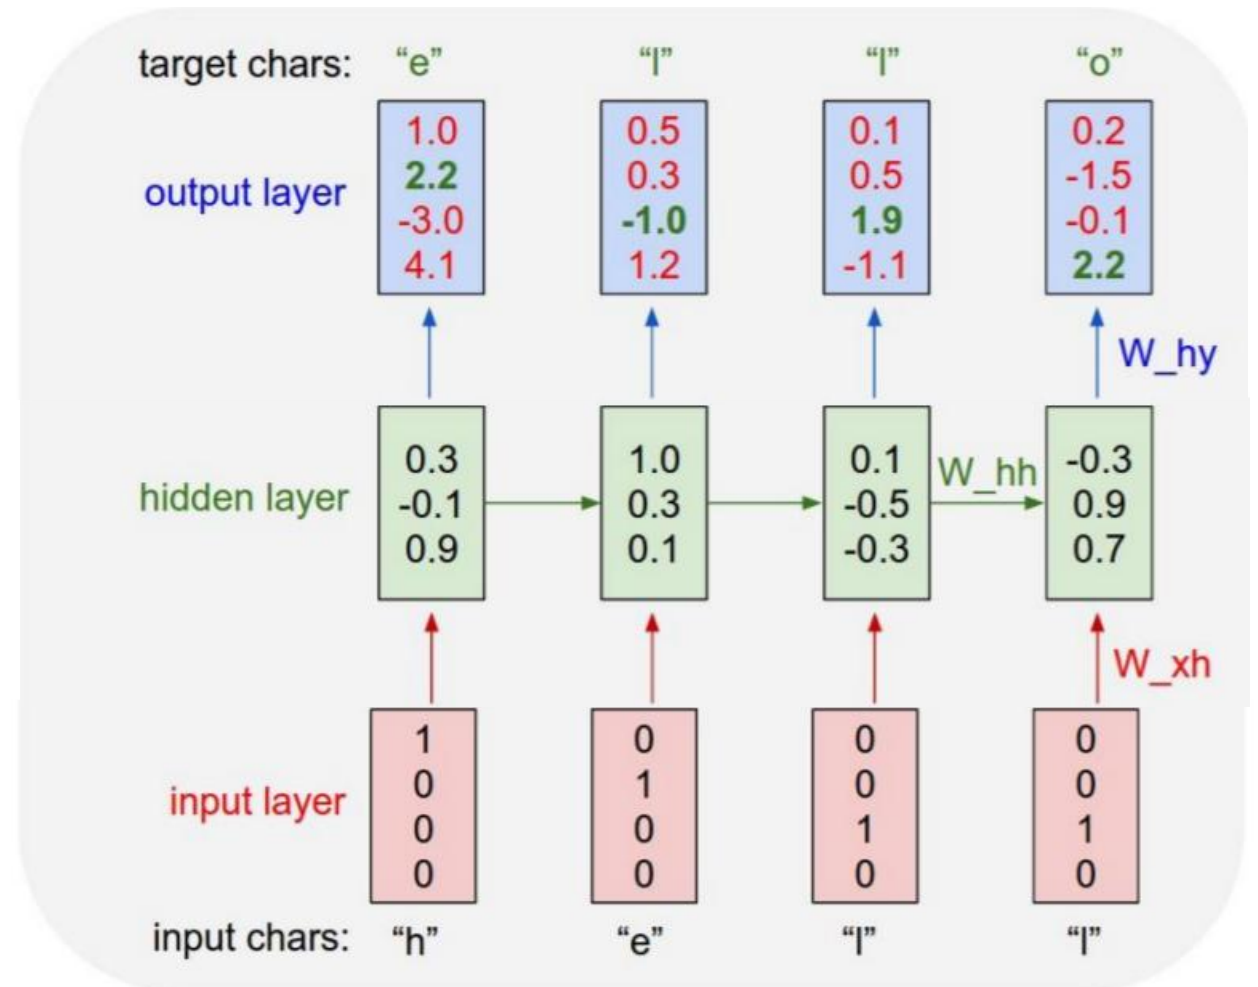 target chars: “e” “l” “l” “o”
1.0 0.5 0.1 0.2
output layer 2.2 0.3 0.5 -1.5
-3.0 -1.0 1.9 -0.1
4.1 1.2 -1.1 2.2
W_hy
0.3 1.0 0.1 W_hh -0.3
hidden layer -0.1 0.3 -0.5 0.9
0.9 0.1 -0.3 0.7
W_xh
1 0 0 0
input layer 0 1 0 0
0 0 1 1
0 0 0 0
input chars: “h” “e” “l” “l”